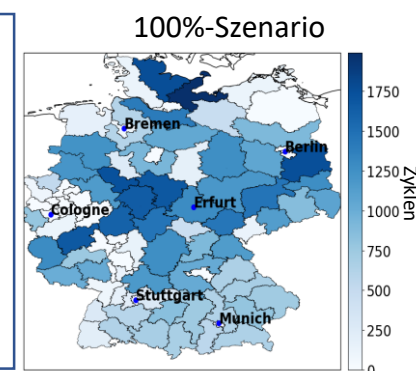 100%-Szenario
Bremen
Berlin
Cologne
Erfurt
Stuttgart
Munich
1750
1500
1250
1000
750
500
250
0
Zyklen